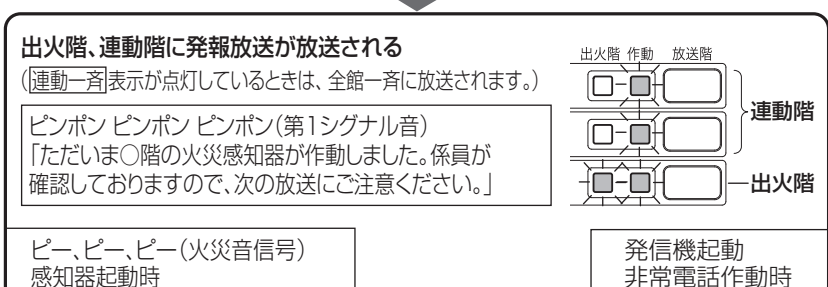 出火階、連動階に発報放送が放送される
（連動一斉表示が点灯しているときは、全館一斉に放送されます。）
ピンポン ピンポン ピンポン（第1シグナル音）
「ただいま○階の火災感知器が作動しました。係員が
確認しておりますので、次の放送にご注意ください。」
出火階 作動 放送階
連動階
出火階
ピー、ピー、ピー（火災音信号）
感知器起動時
発信機起動
非常電話作動時